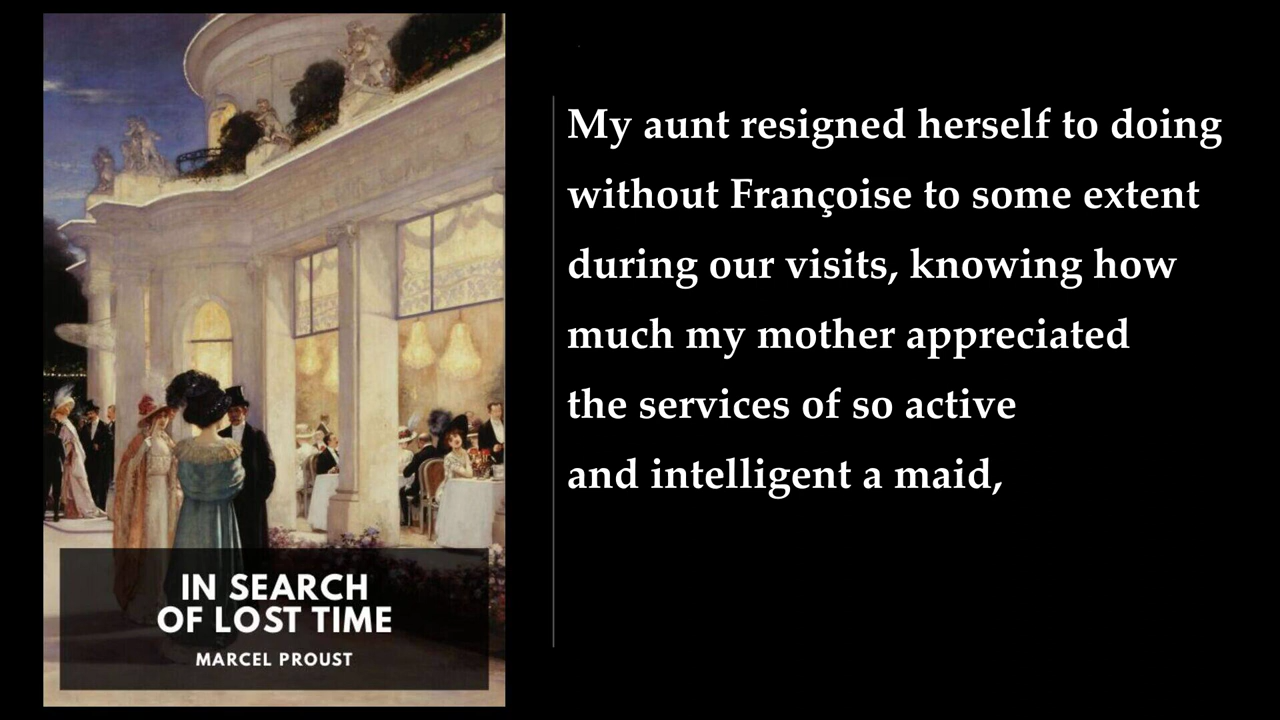 IN SEARCH
OF LOST TIME
MARCEL PROUST
My aunt resigned herself to doing
without Françoise to some extent
during our visits, knowing how
much my mother appreciated
the services of so active
and intelligent a maid,